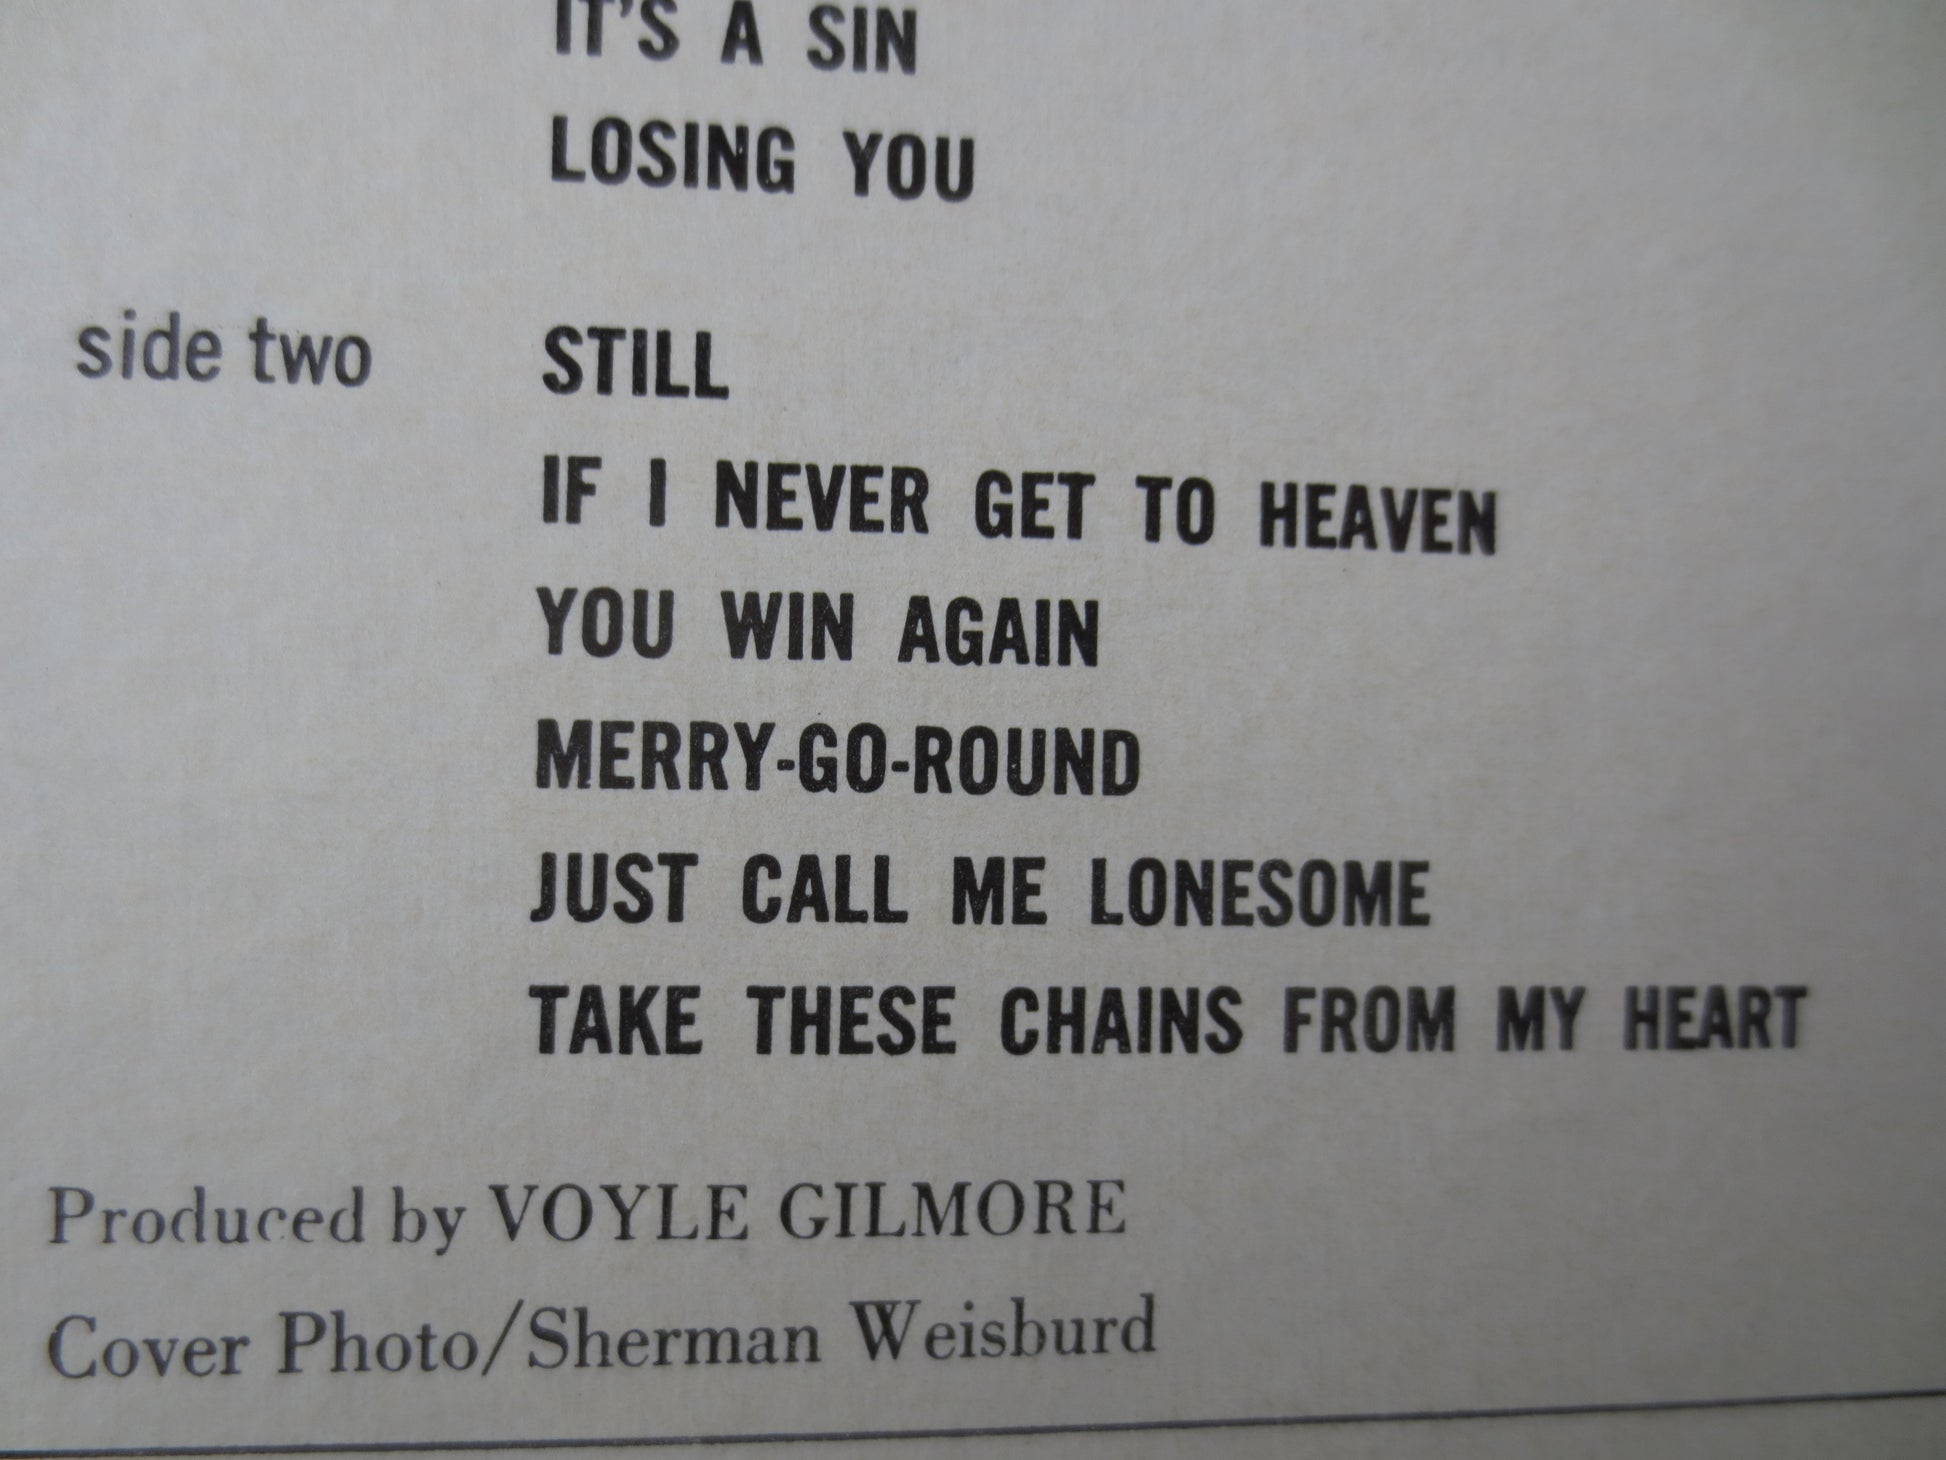 IT'S A SIN
LOSING YOU
side two STILL
IF I NEVER GET TO HEAVEN
YOU WIN AGAIN
MERRY-GO-ROUND
JUST CALL ME LONESOME
TAKE THESE CHAINS FROM MY HEART
Produced by VOYLE GILMORE
Cover Photo/Sherman Weisburd